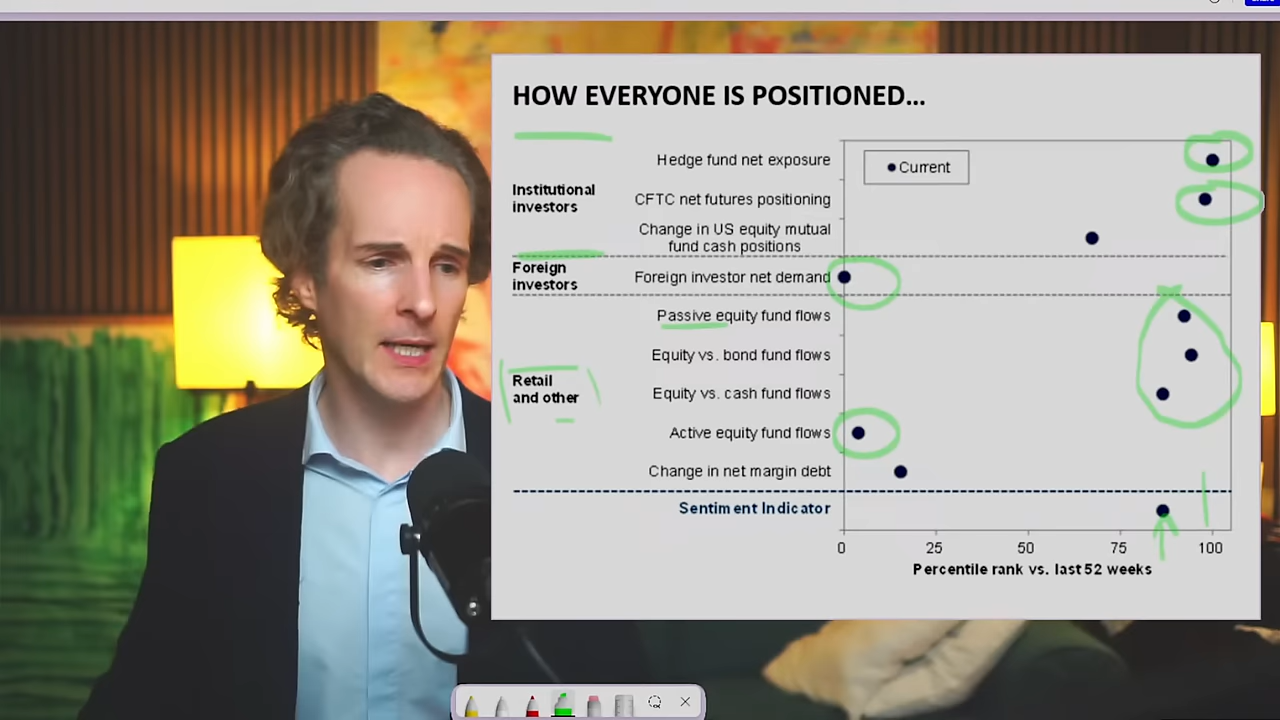 HOW EVERYONE IS POSITIONED...
Hedge fund net exposure
Current
Institutional
investors
CFTC net futures positioning
Change in US equity mutual
fund cash positions
Foreign
investors
Foreign investor net demand
Passive equity fund flows
Equity vs. bond fund flows
Retail
and other
Equity vs. cash fund flows
Active equity fund flows
Change in net margin debt
Sentiment Indicator
0 25 50 75 100
Percentile rank vs. last 52 weeks